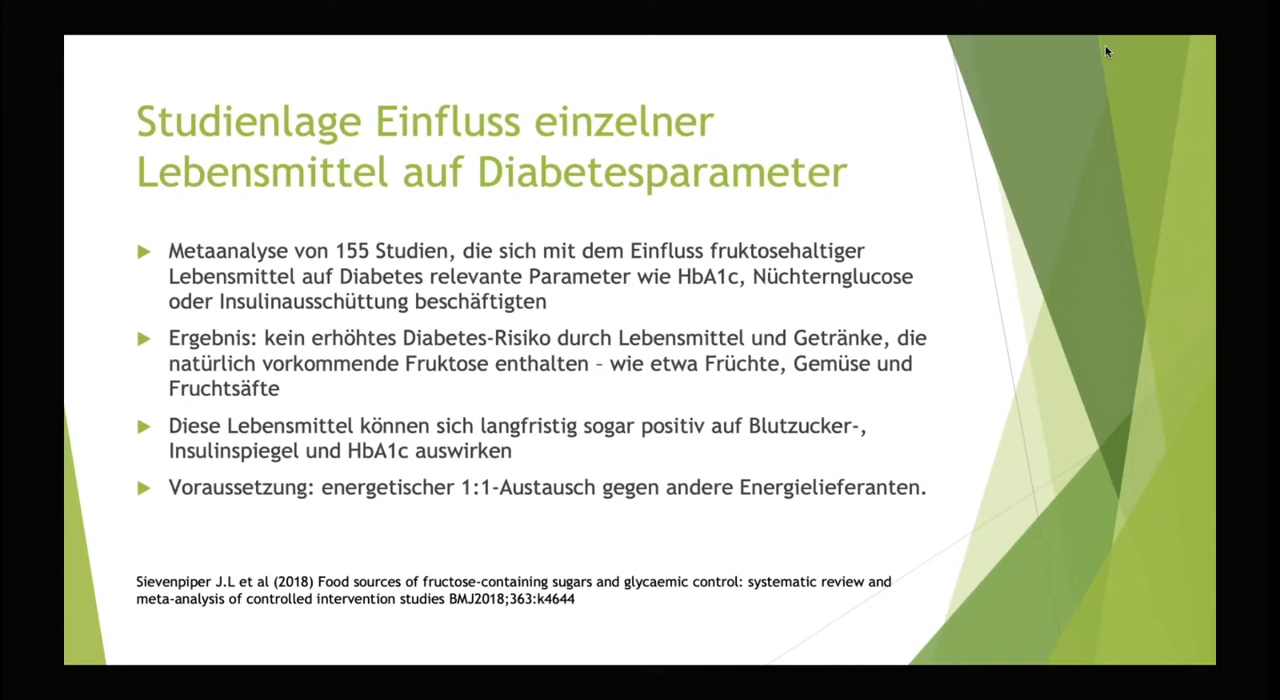 Studienlage Einfluss einzelner
Lebensmittel auf Diabetesparameter
Metaanalyse von 155 Studien, die sich mit dem Einfluss fruktosehaltiger
Lebensmittel auf Diabetes relevante Parameter wie HbA1c, Nüchternglucose
oder Insulinausschüttung beschäftigten
Ergebnis: kein erhöhtes Diabetes-Risiko durch Lebensmittel und Getränke, die
natürlich vorkommende Fruktose enthalten – wie etwa Früchte, Gemüse und
Fruchtsäfte
Diese Lebensmittel können sich langfristig sogar positiv auf Blutzucker-,
Insulinspiegel und HbA1c auswirken
Voraussetzung: energetischer 1:1-Austausch gegen andere Energielieferanten.
Sievenpiper J.L et al (2018) Food sources of fructose-containing sugars and glycaemic control: systematic review and
meta-analysis of controlled intervention studies BMJ2018;363:k4644